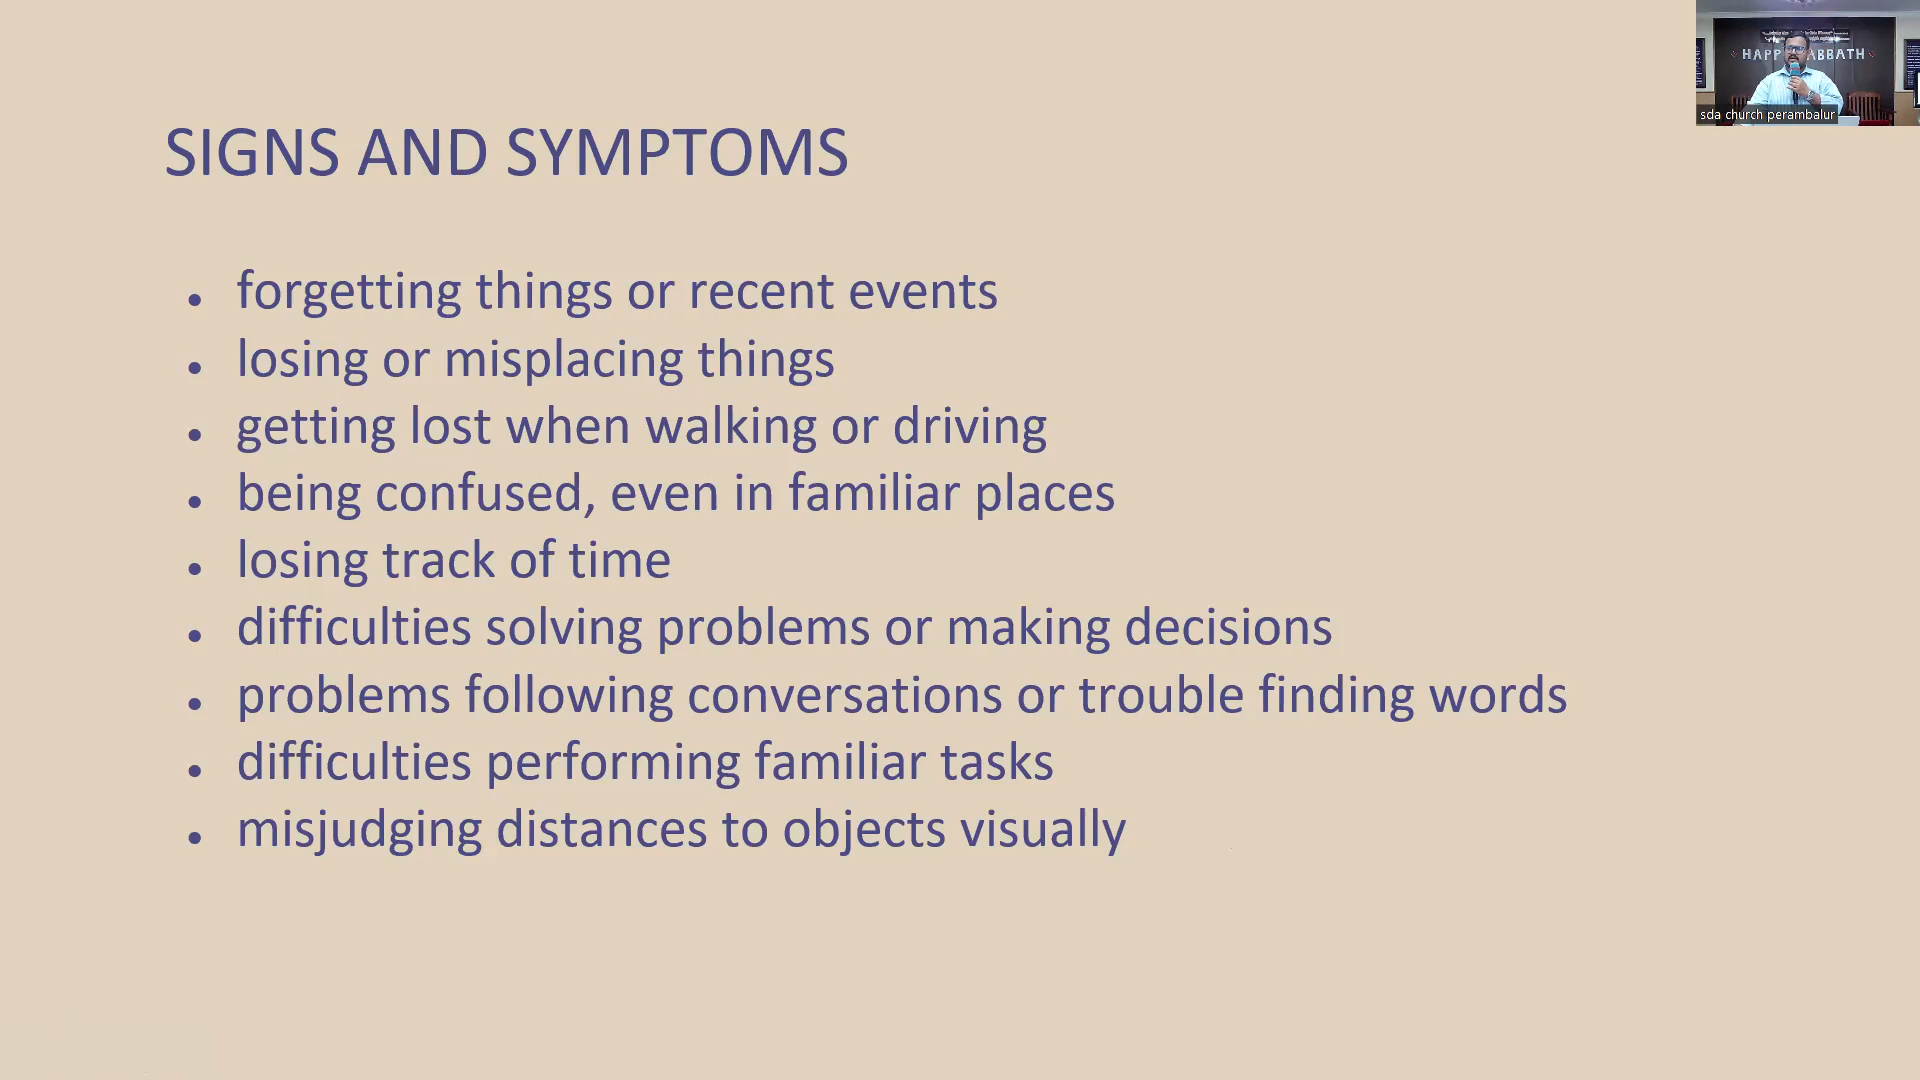 SIGNS AND SYMPTOMS
• forgetting things or recent events
• losing or misplacing things
• getting lost when walking or driving
• being confused, even in familiar places
• losing track of time
• difficulties solving problems or making decisions
• problems following conversations or trouble finding words
• difficulties performing familiar tasks
• misjudging distances to objects visually
HAPP ABBATH
sda church perambalur